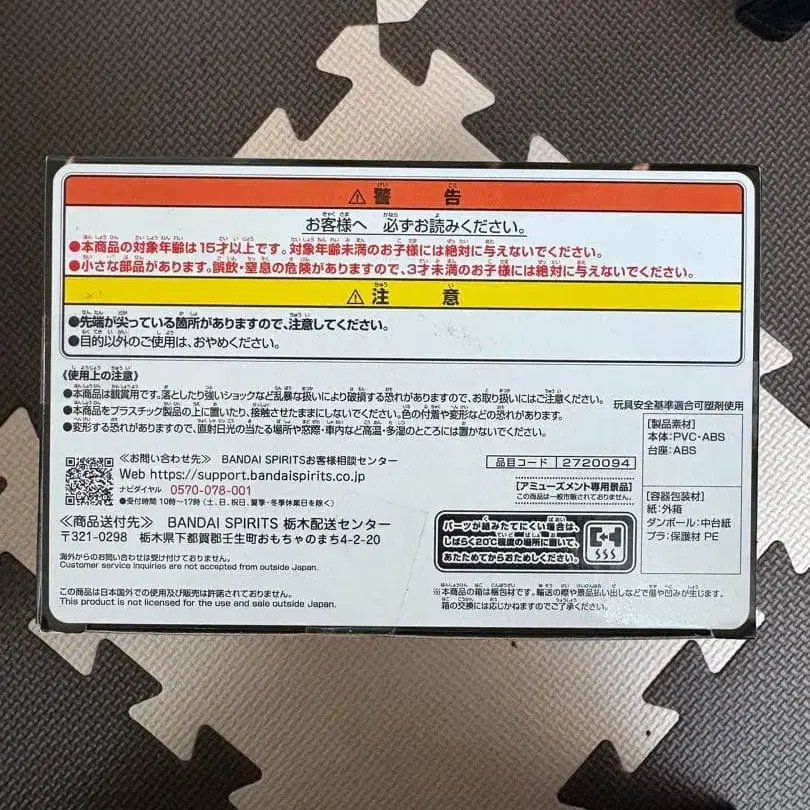 ⚠警 告
お客様へ 必ずお読みください。
●本商品の対象年齢は15才以上です。対象年齢未満のお子様には絶対に与えないでください。
●小さな部品があります。誤飲・窒息の危険がありますので、3才未満のお子様には絶対に与えないでください。
⚠注 意
●先端が尖っている箇所がありますので、注意してください。
●目的以外のご使用は、おやめください。
《使用上の注意》
●本商品は観賞用です。落としたり強いショックなど乱暴な扱いにより破損する恐れがありますので、お取り扱いにはご注意ください。
●本商品をプラスチック製品の上に置いたり、接触させたままにしないでください。色の付着や変形などの恐れがあります。
●変形する恐れがありますので、直射日光の当たる場所や窓際・車内など高温・多湿のところには置かないでください。
玩具安全基準適合可塑剤使用
[製品素材]
本体:PVC・ABS
台座:ABS
≪お問い合わせ先≫ BANDAI SPIRITSお客様相談センター
Web https://support.bandaispirits.co.jp
ナビダイヤル 0570-078-001
●受付時間10時~17時(土、日、祝日、夏季・冬季休業日を除く)
品目コード 2720094
[アミューズメント専用景品]
この商品は一般市販されておりません。
[容器包装材]
紙:外箱
ダンボール:中台紙
プラ:保護材 PE
≪商品送付先≫ BANDAI SPIRITS 栃木配送センター
〒321-0298 栃木県下都賀郡壬生町おもちゃのまち4-2-20
海外からのお問い合わせは受け付けておりません。
Customer service inquiries are not accepted from outside Japan.
パーツが組みたてにくい場合は、
しばらく20℃程度の場所に置いて、
あたためてからおためしください。
この商品は日本国外での使用及び販売は許諾されておりません。
This product is not licensed for the use and sale outside Japan.
※本商品の箱は梱包材です。輸送の際や景品払い出しなどで傷や凹みが生じます。
箱の交換には応じかねますのでご了承ください。